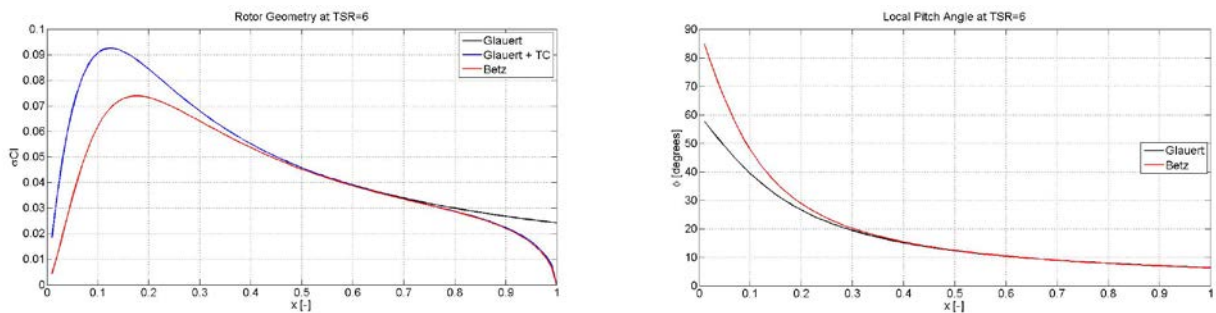 Rotor Geometry at TSR=6
0.1
0.09
0.08
0.07
0.06
0.05
0.04
0.03
0.02
0.01
0
σCl
Glauert
Glauert + TC
Betz
0 0.1 0.2 0.3 0.4 0.5 0.6 0.7 0.8 0.9 1
x [-]
Local Pitch Angle at TSR=6
90
80
70
60
50
40
30
20
10
0
ϕ [degrees]
Glauert
Betz
0 0.1 0.2 0.3 0.4 0.5 0.6 0.7 0.8 0.9 1
x [-]